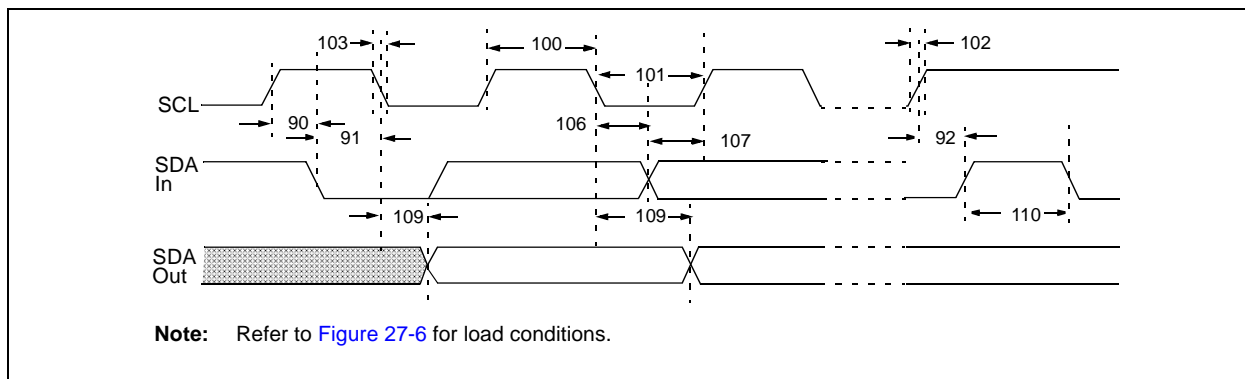 103
100
101
102
SCL
90
91
106
107
92
SDA
In
109
109
110
SDA
Out
Note: Refer to Figure 27-6 for load conditions.